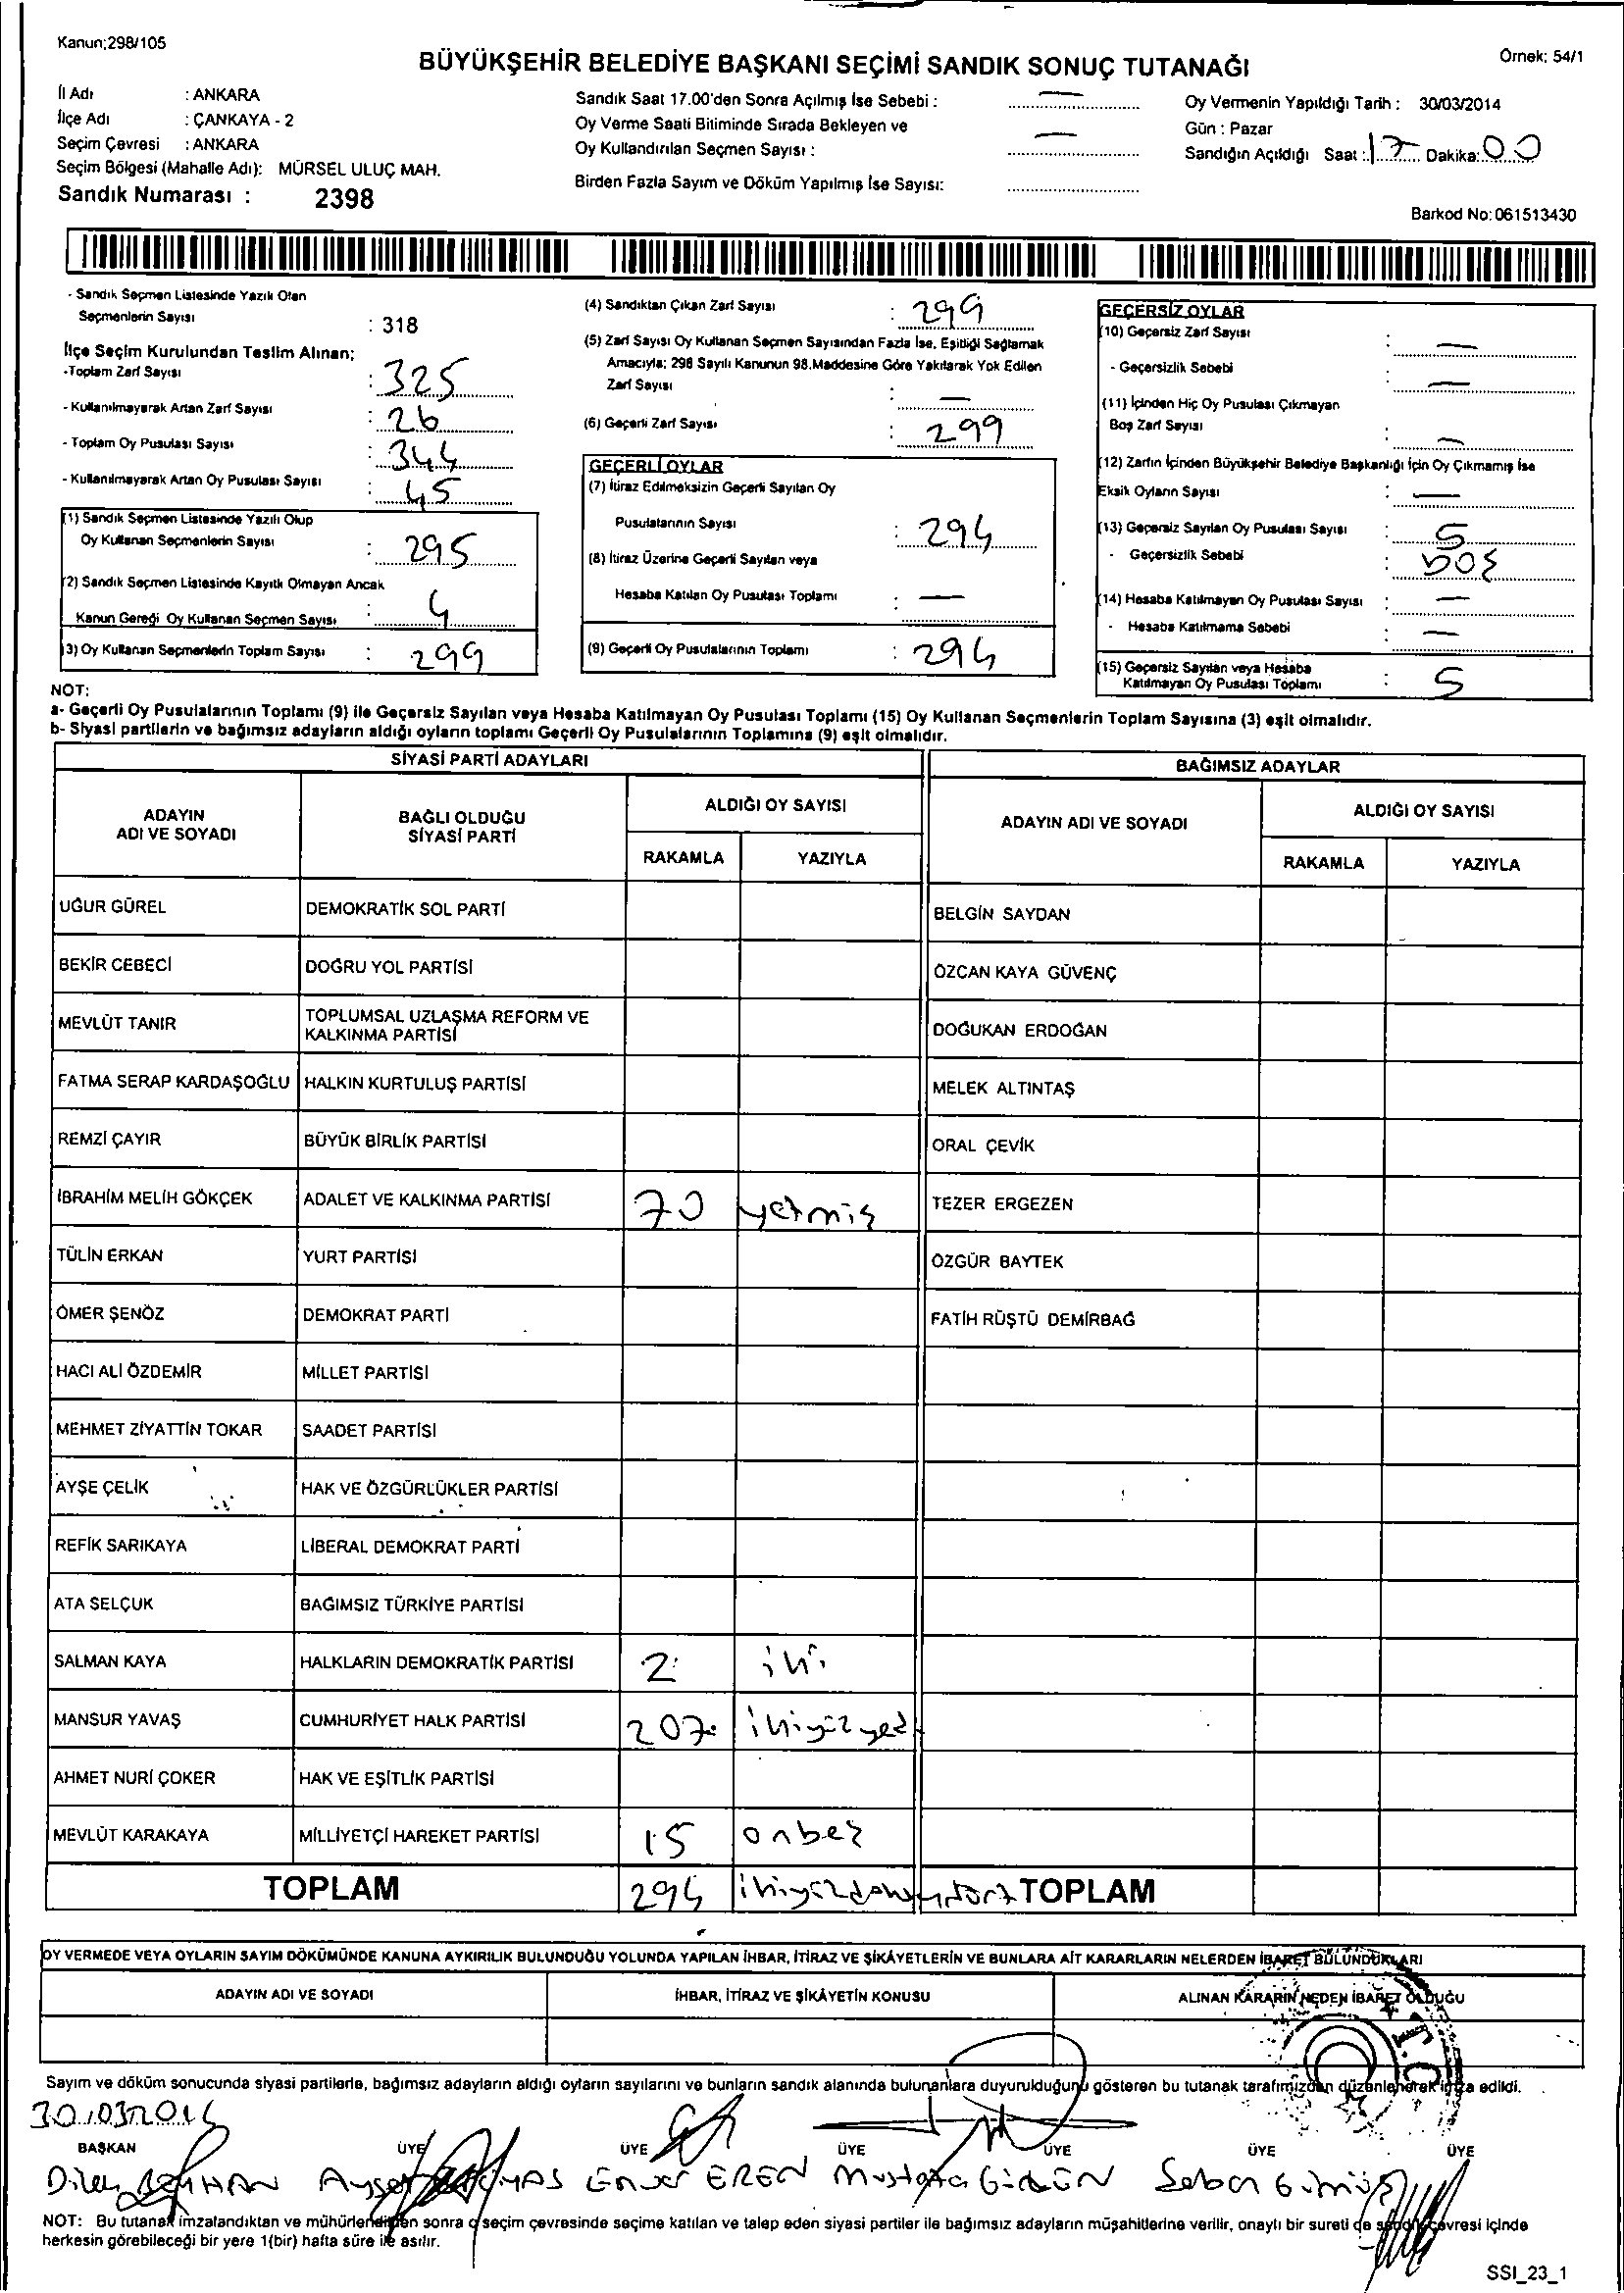 Kanun;298/105
BÜYÜKŞEHİR BELEDİYE BAŞKANI SEÇİMİ SANDIK SONUÇ TUTANAĞI
Örnek: 54/1
İl Adı : ANKARA
İlçe Adı : ÇANKAYA - 2
Seçim Çevresi : ANKARA
Seçim Bölgesi (Mahalle Adı): MÜRSEL ULUÇ MAH.
Sandık Numarası : 2398
Sandık Saat 17.00'den Sonra Açılmış İse Sebebi : —
Oy Verme Saati Bitiminde Sırada Bekleyen ve
Oy Kullandırılan Seçmen Sayısı : —
Birden Fazla Sayım ve Döküm Yapılmış İse Sayısı:
Oy Vermenin Yapıldığı Tarih : 30/03/2014
Gün : Pazar
Sandığın Açıldığı Saat : 17 Dakika: 00
Barkod No: 061513430
- Sandık Seçmen Listesinde Yazılı Olan
Seçmenlerin Sayısı : 318
İlçe Seçim Kurulundan Teslim Alınan;
-Toplam Zarf Sayısı : 325
- Kullanılmayarak Artan Zarf Sayısı : 26
- Toplam Oy Pusulası Sayısı : 344
- Kullanılmayarak Artan Oy Pusulası Sayısı : 45
(1) Sandık Seçmen Listesinde Yazılı Olup
Oy Kullanan Seçmenlerin Sayısı : 295
(2) Sandık Seçmen Listesinde Kayıtlı Olmayan Ancak
Kanun Gereği Oy Kullanan Seçmen Sayısı : 4
(3) Oy Kullanan Seçmenlerin Toplam Sayısı : 299
(4) Sandıktan Çıkan Zarf Sayısı : 299
(5) Zarf Sayısı Oy Kullanan Seçmen Sayısından Fazla İse, Eşitliği Sağlamak
Amacıyla; 298 Sayılı Kanunun 98.Maddesine Göre Yakılarak Yok Edilen
Zarf Sayısı : —
(6) Geçerli Zarf Sayısı : 299
GEÇERLİ OYLAR
(7) İtiraz Edilmeksizin Geçerli Sayılan Oy
Pusulalarının Sayısı : 294
(8) İtiraz Üzerine Geçerli Sayılan veya
Hesaba Katılan Oy Pusulası Toplamı : —
(9) Geçerli Oy Pusulalarının Toplamı : 294
GEÇERSİZ OYLAR
(10) Geçersiz Zarf Sayısı : —
- Geçersizlik Sebebi : —
(11) İçinden Hiç Oy Pusulası Çıkmayan
Boş Zarf Sayısı : —
(12) Zarfın İçinden Büyükşehir Belediye Başkanlığı İçin Oy Çıkmamış İse
Eksik Oyların Sayısı : —
(13) Geçersiz Sayılan Oy Pusulası Sayısı : 5
- Geçersizlik Sebebi : boş
(14) Hesaba Katılmayan Oy Pusulası Sayısı : —
- Hesaba Katılmama Sebebi : —
(15) Geçersiz Sayılan veya Hesaba
Katılmayan Oy Pusulası Toplamı : 5
NOT:
a- Geçerli Oy Pusulalarının Toplamı (9) ile Geçersiz Sayılan veya Hesaba Katılmayan Oy Pusulası Toplamı (15) Oy Kullanan Seçmenlerin Toplam Sayısına (3) eşit olmalıdır.
b- Siyasi partilerin ve bağımsız adayların aldığı oyların toplamı Geçerli Oy Pusulalarının Toplamına (9) eşit olmalıdır.
SİYASİ PARTİ ADAYLARI
BAĞIMSIZ ADAYLAR
ADAYIN ADI VE SOYADI
BAĞLI OLDUĞU SİYASİ PARTİ
ALDIĞI OY SAYISI
RAKAMLA YAZIYLA
ADAYIN ADI VE SOYADI
ALDIĞI OY SAYISI
RAKAMLA YAZIYLA
UĞUR GÜREL DEMOKRATİK SOL PARTİ BELGİN SAYDAN
BEKİR CEBECİ DOĞRU YOL PARTİSİ ÖZCAN KAYA GÜVENÇ
MEVLÜT TANIR TOPLUMSAL UZLAŞMA REFORM VE KALKINMA PARTİSİ DOĞUKAN ERDOĞAN
FATMA SERAP KARDAŞOĞLU HALKIN KURTULUŞ PARTİSİ MELEK ALTINTAŞ
REMZİ ÇAYIR BÜYÜK BİRLİK PARTİSİ ORAL ÇEVİK
İBRAHİM MELİH GÖKÇEK ADALET VE KALKINMA PARTİSİ 70 yetmiş TEZER ERGEZEN
TÜLİN ERKAN YURT PARTİSİ ÖZGÜR BAYTEK
ÖMER ŞENÖZ DEMOKRAT PARTİ FATİH RÜŞTÜ DEMİRBAĞ
HACI ALİ ÖZDEMİR MİLLET PARTİSİ
MEHMET ZİYATTİN TOKAR SAADET PARTİSİ
AYŞE ÇELİK HAK VE ÖZGÜRLÜKLER PARTİSİ
REFİK SARIKAYA LİBERAL DEMOKRAT PARTİ
ATA SELÇUK BAĞIMSIZ TÜRKİYE PARTİSİ
SALMAN KAYA HALKLARIN DEMOKRATİK PARTİSİ 2 iki
MANSUR YAVAŞ CUMHURİYET HALK PARTİSİ 207 ikiyüzyedi
AHMET NURİ ÇOKER HAK VE EŞİTLİK PARTİSİ
MEVLÜT KARAKAYA MİLLİYETÇİ HAREKET PARTİSİ 15 onbeş
TOPLAM 294 TOPLAM
OY VERMEDE VEYA OYLARIN SAYIM DÖKÜMÜNDE KANUNA AYKIRILIK BULUNDUĞU YOLUNDA YAPILAN İHBAR, İTİRAZ VE ŞİKÂYETLERİN VE BUNLARA AİT KARARLARIN NELERDEN İBARET BULUNDUKLARI
ADAYIN ADI VE SOYADI İHBAR, İTİRAZ VE ŞİKÂYETİN KONUSU ALINAN KARARIN NEDEN İBARET OLDUĞU
T.C.
Sayım ve döküm sonucunda siyasi partilerle, bağımsız adayların aldığı oyların sayılarını ve bunların sandık alanında bulunanlara duyurulduğunu gösteren bu tutanak tarafımızdan düzenlenerek imza edildi.
30.03.2014
BAŞKAN ÜYE ÜYE ÜYE ÜYE ÜYE ÜYE
Enver EREN Mustafa Seban
NOT: Bu tutanak imzalandıktan ve mühürlendikten sonra o seçim çevresinde seçime katılan ve talep eden siyasi partiler ile bağımsız adayların müşahitlerine verilir, onaylı bir sureti de sandık çevresi içinde
herkesin görebileceği bir yere 1(bir) hafta süre ile asılır.
SSI_23_1